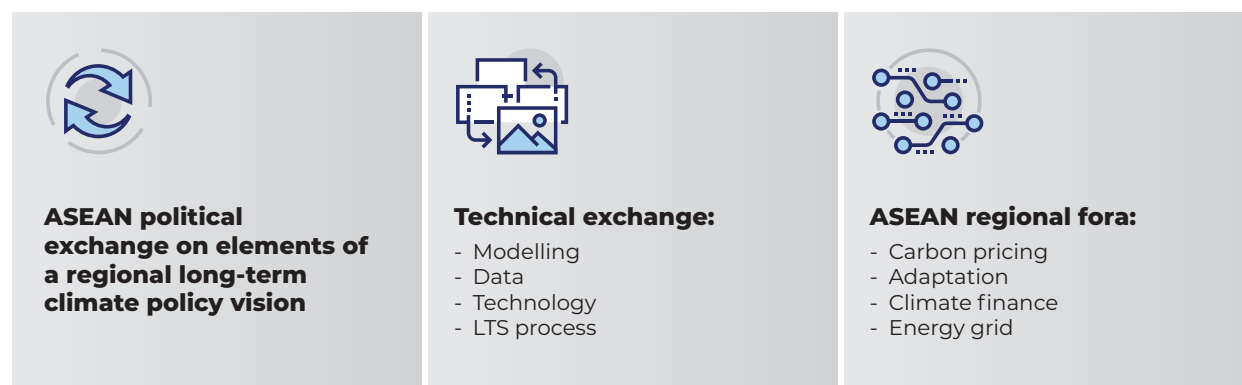 ASEAN political
exchange on elements of
a regional long-term
climate policy vision
Technical exchange:
- Modelling
- Data
- Technology
- LTS process
ASEAN regional fora:
- Carbon pricing
- Adaptation
- Climate finance
- Energy grid